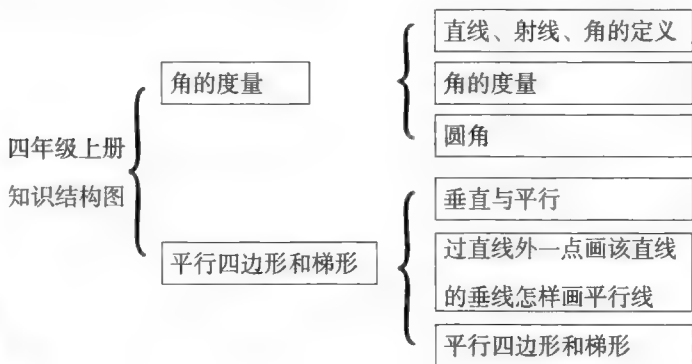 四年级上册
知识结构图
角的度量
直线、射线、角的定义
角的度量
圆角
平行四边形和梯形
垂直与平行
过直线外一点画该直线
的垂线怎样画平行线
平行四边形和梯形